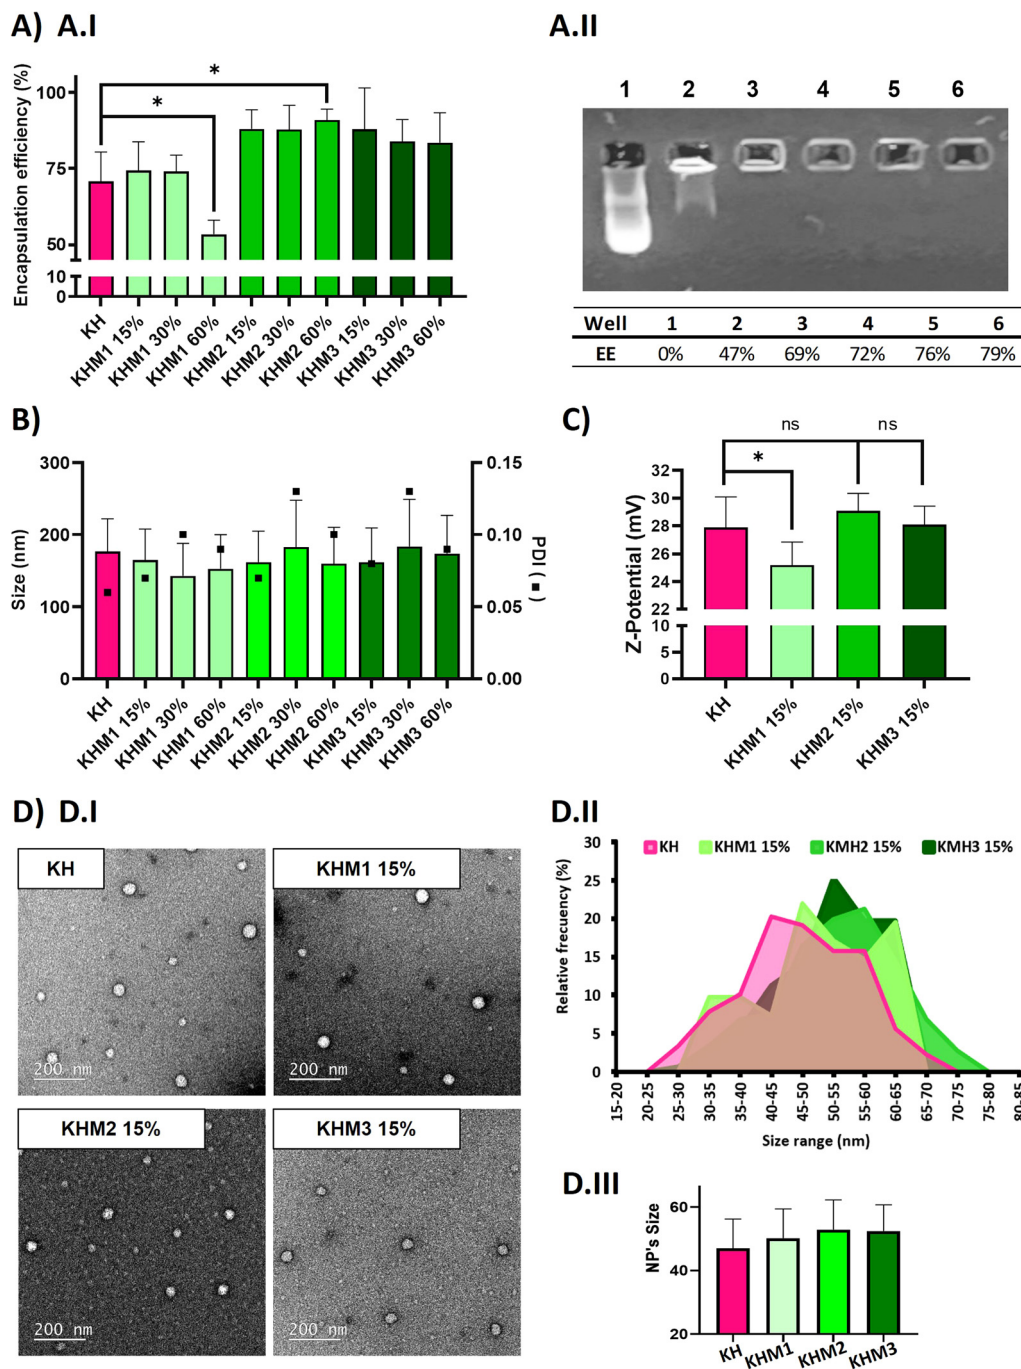 A) A.I
Encapsulation efficiency (%)
100
75
50
10
0
*
*
KH
KHM1 15%
KHM1 30%
KHM1 60%
KHM2 15%
KHM2 30%
KHM2 60%
KHM3 15%
KHM3 30%
KHM3 60%
A.II
1 2 3 4 5 6
Well 1 2 3 4 5 6
EE 0% 47% 69% 72% 76% 79%
B)
Size (nm)
300
200
100
0
0.15
0.10
0.05
0.00
PDI (■)
KH
KHM1 15%
KHM1 30%
KHM1 60%
KHM2 15%
KHM2 30%
KHM2 60%
KHM3 15%
KHM3 30%
KHM3 60%
C)
ns ns
*
Z-Potential (mV)
32
30
28
26
24
22
10
5
0
KH
KHM1 15%
KHM2 15%
KHM3 15%
D) D.I
KH
200 nm
KHM1 15%
200 nm
KHM2 15%
200 nm
KHM3 15%
200 nm
D.II
KH KHM1 15% KMH2 15% KMH3 15%
Relative frecuency (%)
30
25
20
15
10
5
0
15-20
20-25
25-30
30-35
35-40
40-45
45-50
50-55
55-60
60-65
65-70
70-75
75-80
80-85
Size range (nm)
D.III
NP's Size
60
40
20
KH
KHM1
KHM2
KHM3